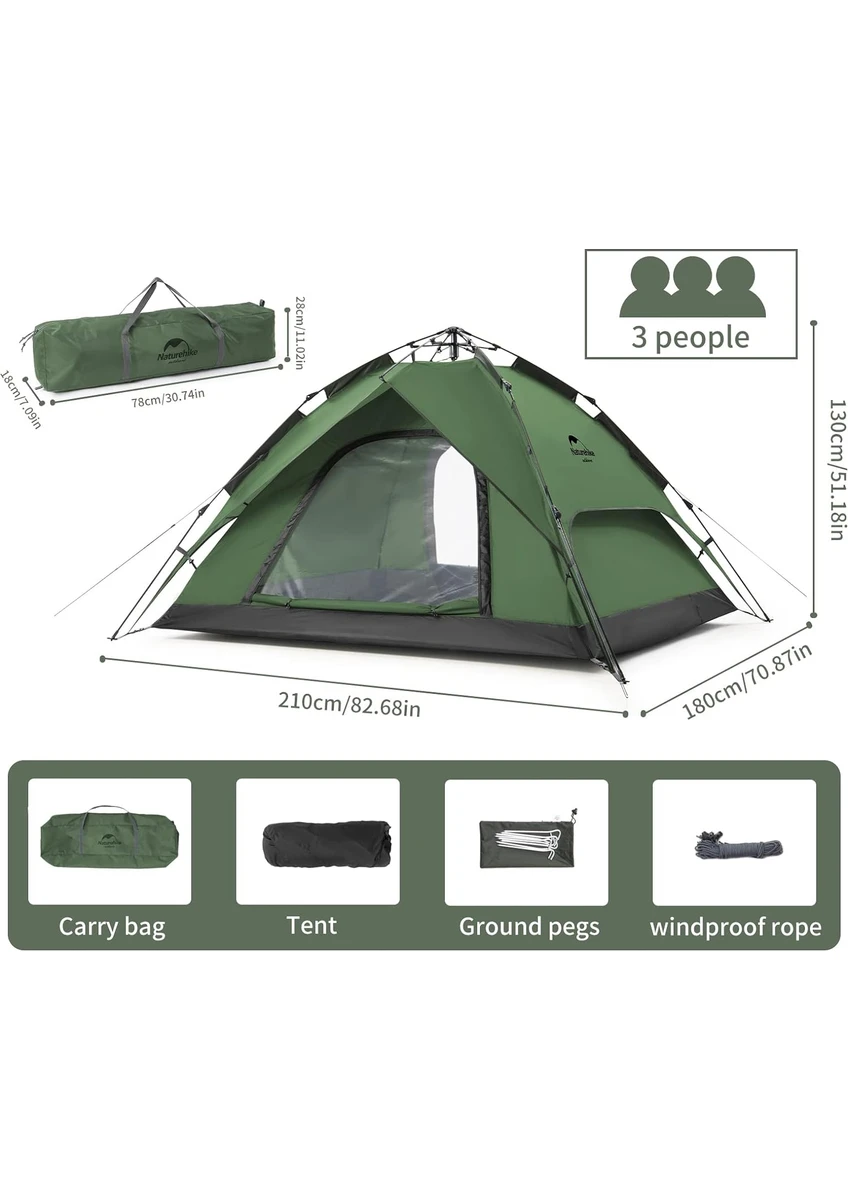 3 people
28cm/11.02in
Naturehike
18cm/7.09in
78cm/30.74in
130cm/51.18in
Naturehike
210cm/82.68in
180cm/70.87in
Naturehike
Carry bag
Tent
Ground pegs
windproof rope